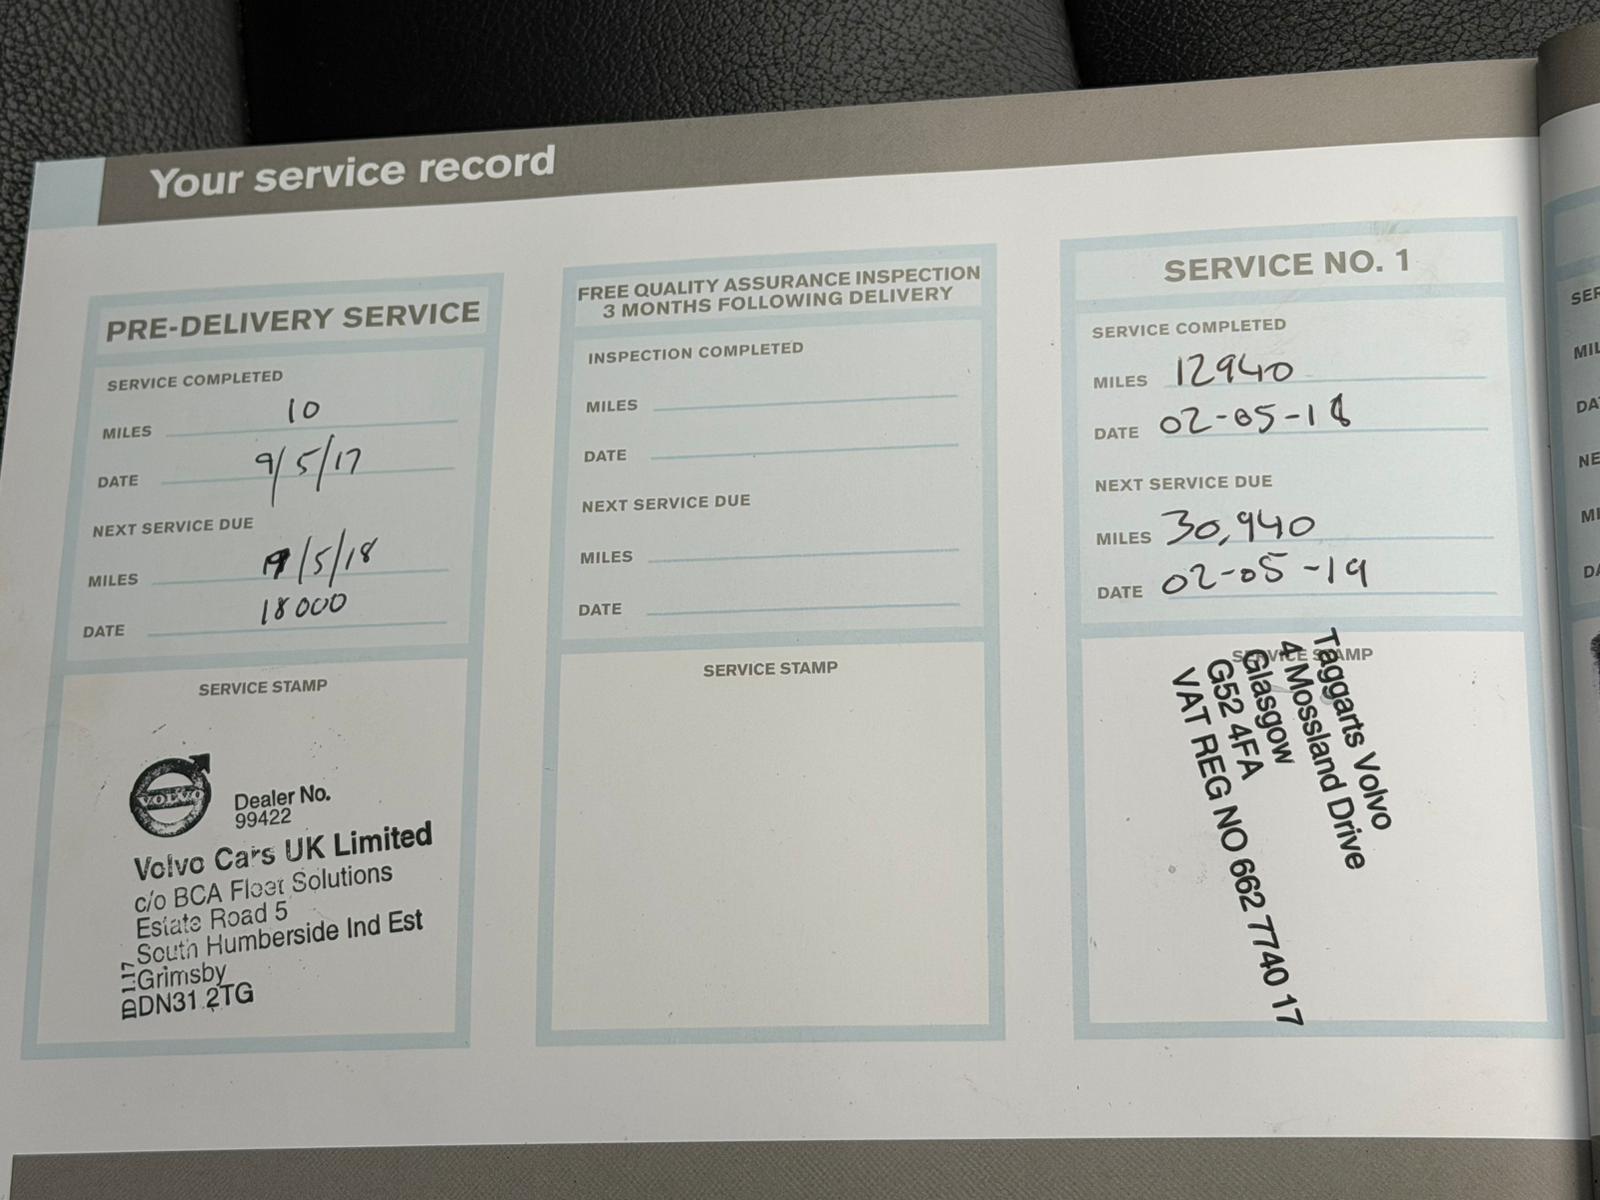 Your service record
PRE-DELIVERY SERVICE
SERVICE COMPLETED
MILES 10
DATE 9/5/17
NEXT SERVICE DUE
MILES 9/5/18
DATE 18000
SERVICE STAMP
VOLVO
Dealer No.
99422
Volvo Cars UK Limited
c/o BCA Fleet Solutions
Estate Road 5
South Humberside Ind Est
Grimsby
DN31 2TG
FREE QUALITY ASSURANCE INSPECTION
3 MONTHS FOLLOWING DELIVERY
INSPECTION COMPLETED
MILES
DATE
NEXT SERVICE DUE
MILES
DATE
SERVICE STAMP
SERVICE NO. 1
SERVICE COMPLETED
MILES 12940
DATE 02-05-18
NEXT SERVICE DUE
MILES 30,940
DATE 02-05-19
SERVICE STAMP
Taggarts Volvo
4 Mossland Drive
Glasgow
G52 4FA
VAT REG NO 662 7740 17